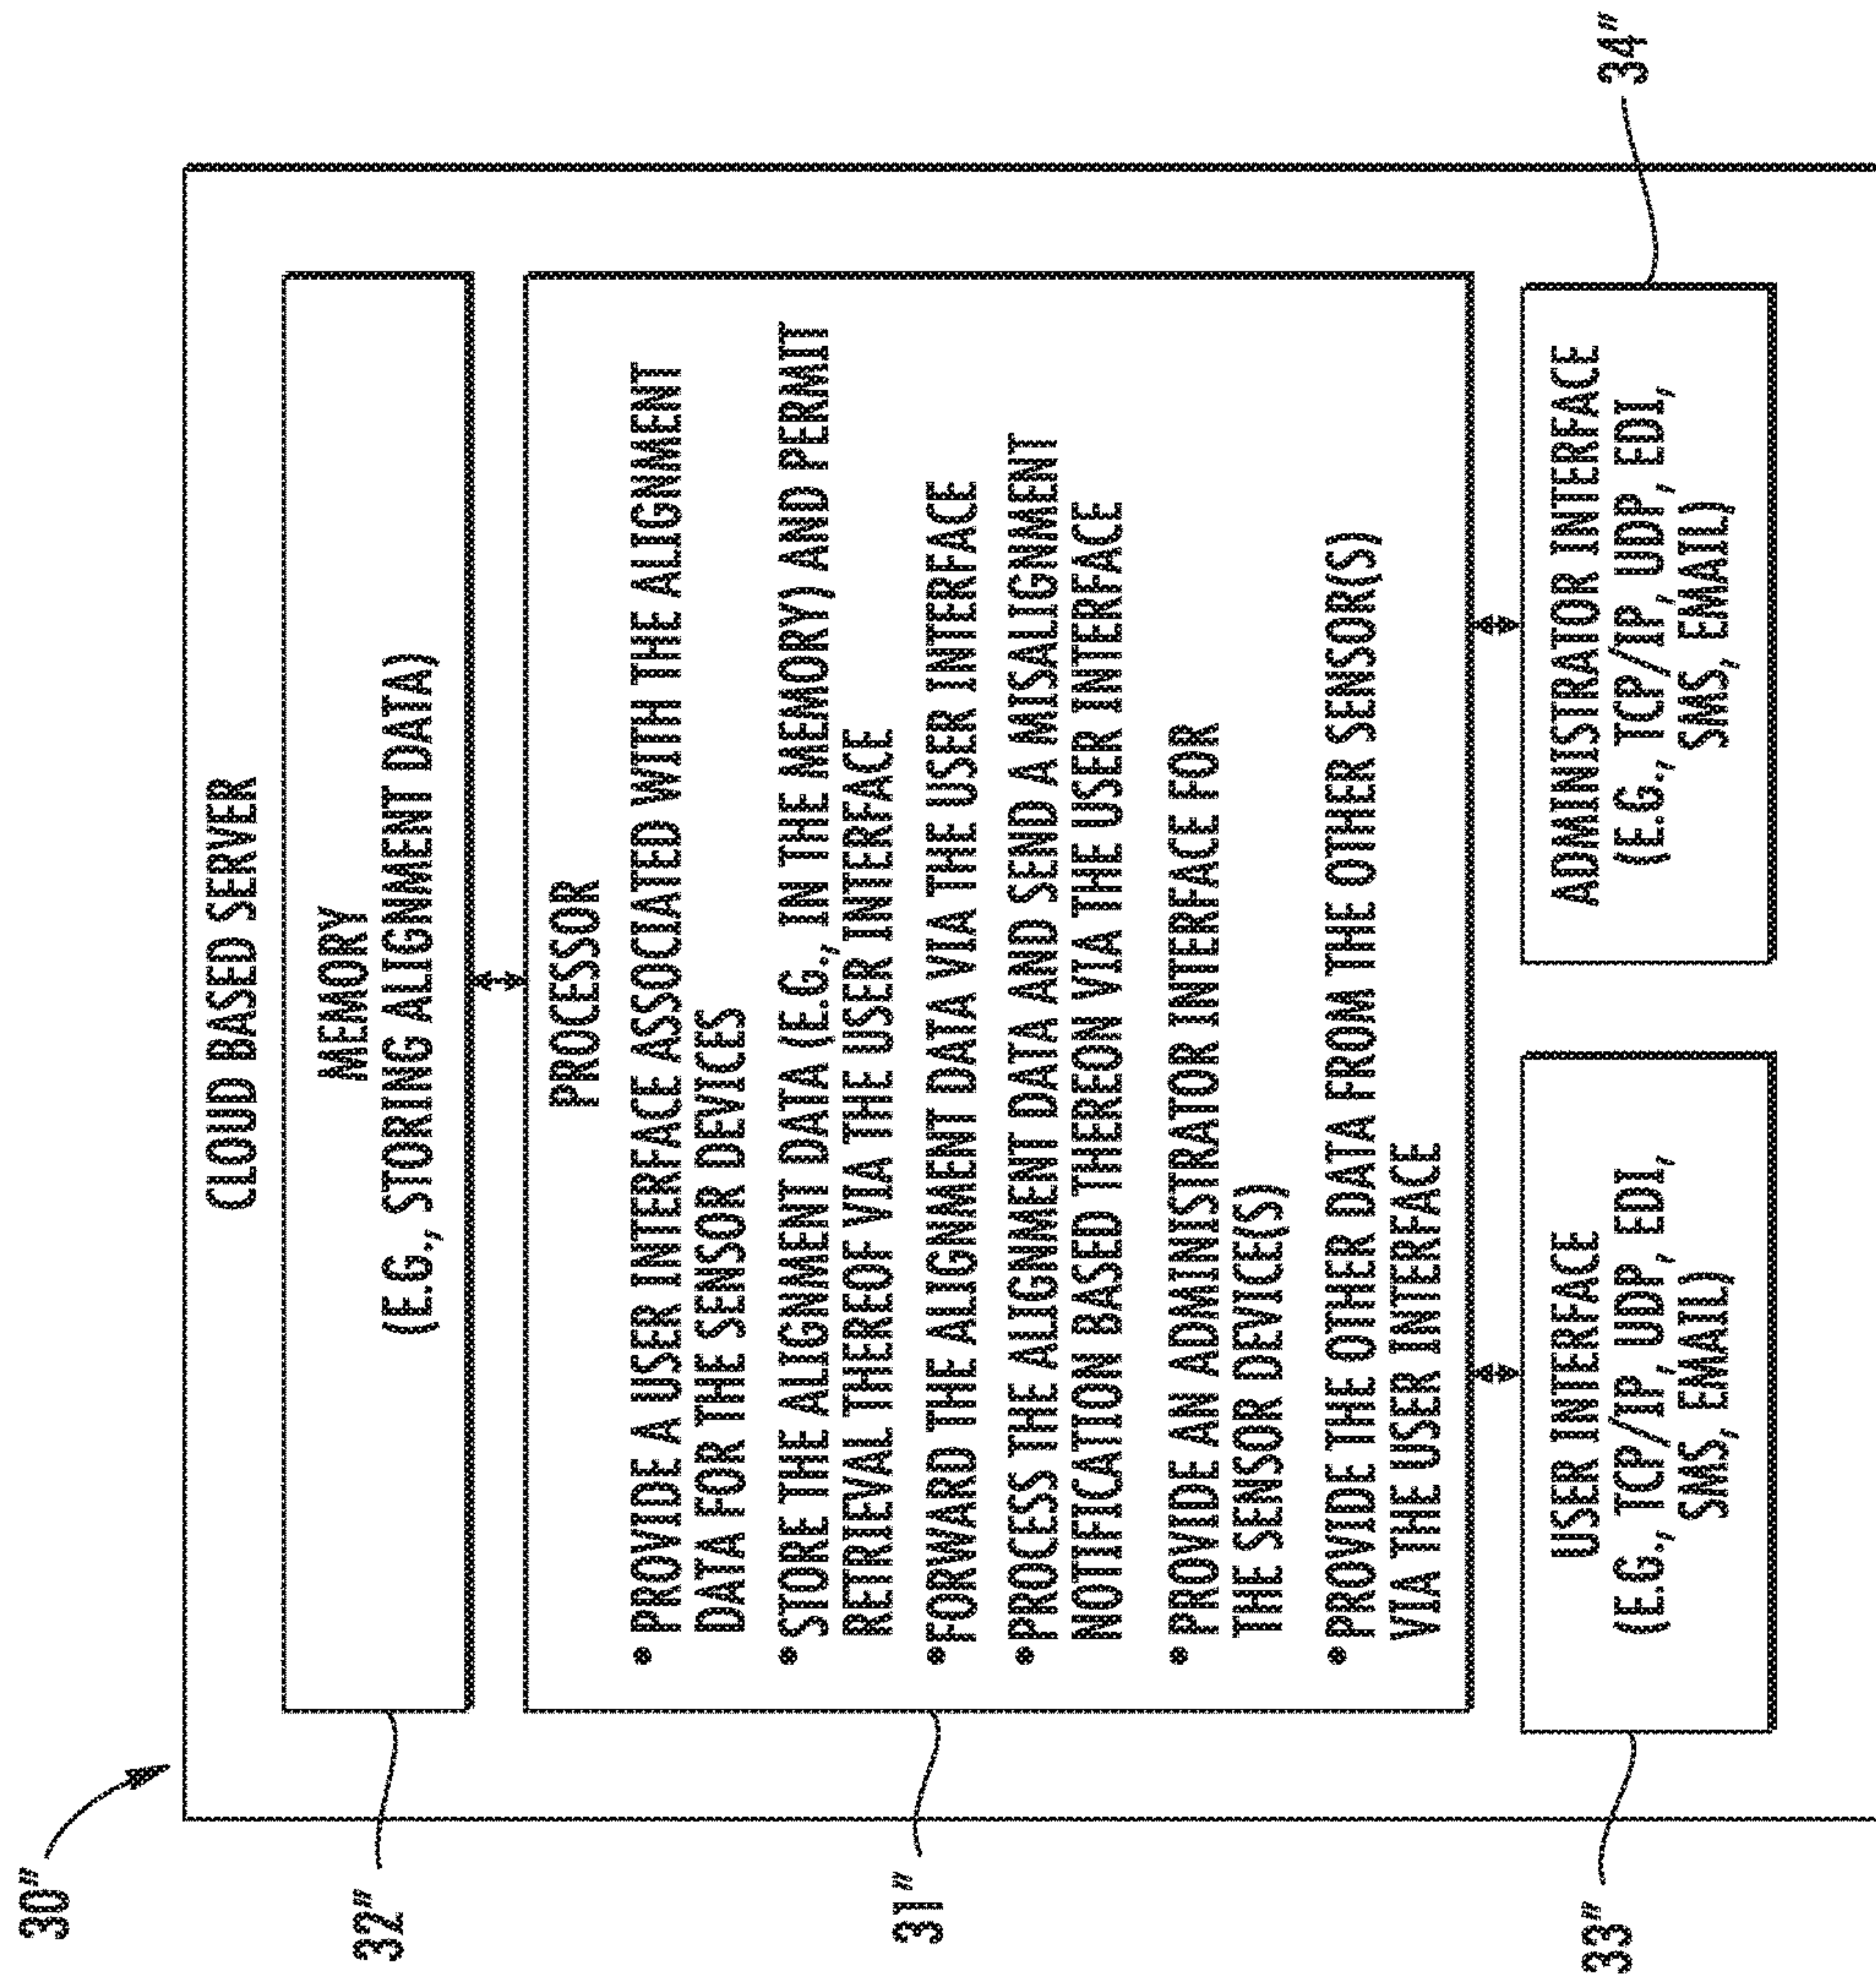 30"
CLOUD BASED SERVER
32"
MEMORY
(E.G., STORING ALIGNMENT DATA)
31"
PROCESSOR
• PROVIDE A USER INTERFACE ASSOCIATED WITH THE ALIGNMENT
DATA FOR THE SENSOR DEVICES
• STORE THE ALIGNMENT DATA (E.G., IN THE MEMORY) AND PERMIT
RETRIEVAL THEREOF VIA THE USER INTERFACE
• FORWARD THE ALIGNMENT DATA VIA THE USER INTERFACE
• PROCESS THE ALIGNMENT DATA AND SEND A MISALIGNMENT
NOTIFICATION BASED THEREON VIA THE USER INTERFACE
• PROVIDE AN ADMINISTRATOR INTERFACE FOR
THE SENSOR DEVICE(S)
• PROVIDE THE OTHER DATA FROM THE OTHER SENSOR(S)
VIA THE USER INTERFACE
33"
USER INTERFACE
(E.G., TCP/IP, UDP, EDI,
SMS, EMAIL)
ADMINISTRATOR INTERFACE
(E.G., TCP/IP, UDP, EDI,
SMS, EMAIL)
34"